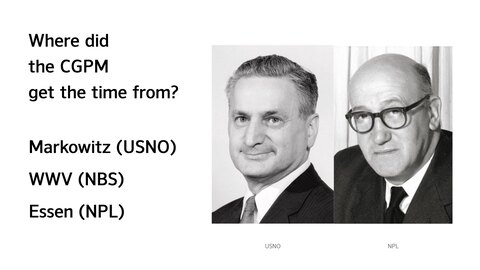 Where did
the CGPM
get the time from?
Markowitz (USNO)
WWV (NBS)
Essen (NPL)
USNO
NPL